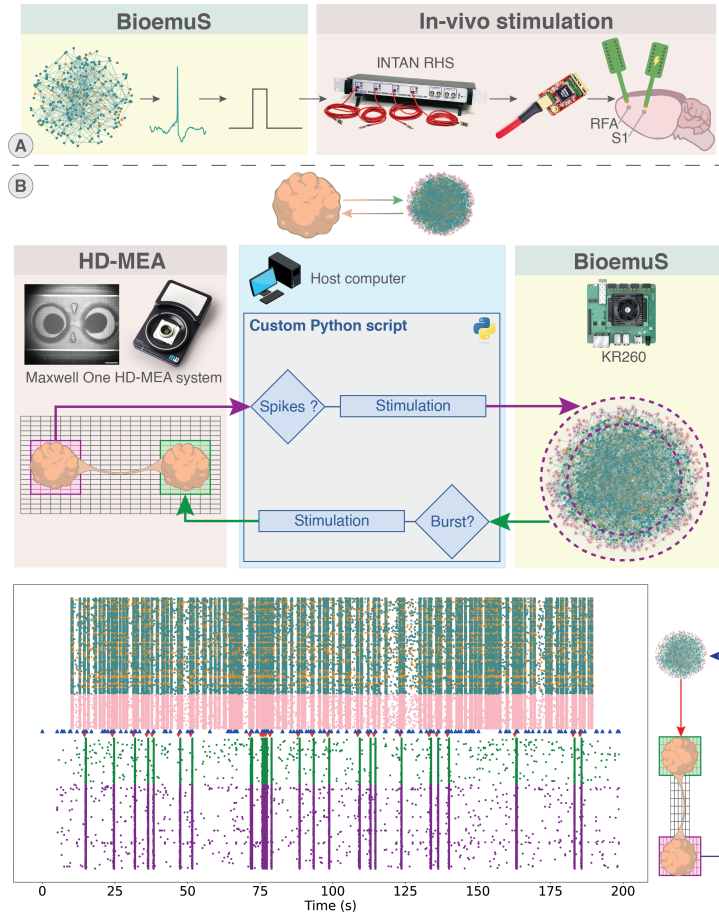 BioemuS
In-vivo stimulation
INTAN RHS
RFA
S1
A
B
HD-MEA
Host computer
BioemuS
Custom Python script
KR260
Maxwell One HD-MEA system
Spikes ?
Stimulation
Stimulation
Burst?
0 25 50 75 100 125 150 175 200
Time (s)